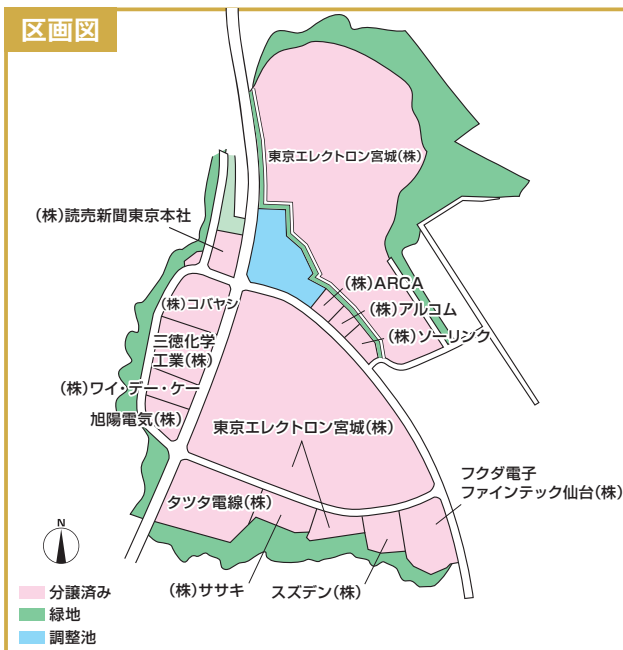 区画図
東京エレクトロン宮城(株)
(株)読売新聞東京本社
(株)ARCA
(株)アルコム
(株)ソーリンク
(株)コバヤシ
三徳化学
工業(株)
(株)ワイ・デー・ケー
旭陽電気(株)
東京エレクトロン宮城(株)
フクダ電子
ファインテック仙台(株)
タツタ電線(株)
(株)ササキ
スズデン(株)
N
分譲済み
緑地
調整池